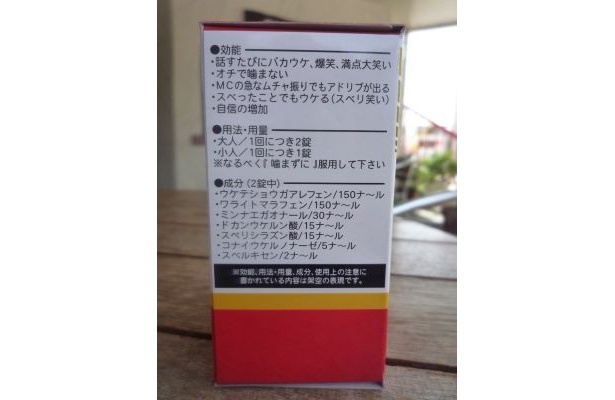 ●効能
・話すたびにバカウケ、爆笑、満点大笑い
・オチで噛まない
・MCの急なムチャ振りでもアドリブが出る
・スベったことでもウケる(スベリ笑い)
・自信の増加
●用法・用量
・大人/1回につき2錠
・小人/1回につき1錠
※なるべく『噛まずに』服用して下さい
●成分(2錠中)
・ウケテショウガアレフェン/150ナ〜ル
・ワライトマラフェン/150ナ〜ル
・ミンナエガオナール/30ナ〜ル
・ドカンウケルン酸/15ナ〜ル
・スベリシラズン酸/15ナ〜ル
・コナイウケルノナーゼ/5ナ〜ル
・スベルキセン/2ナ〜ル
※効能、用法・用量、成分、使用上の注意に
書かれている内容は架空の表現です。